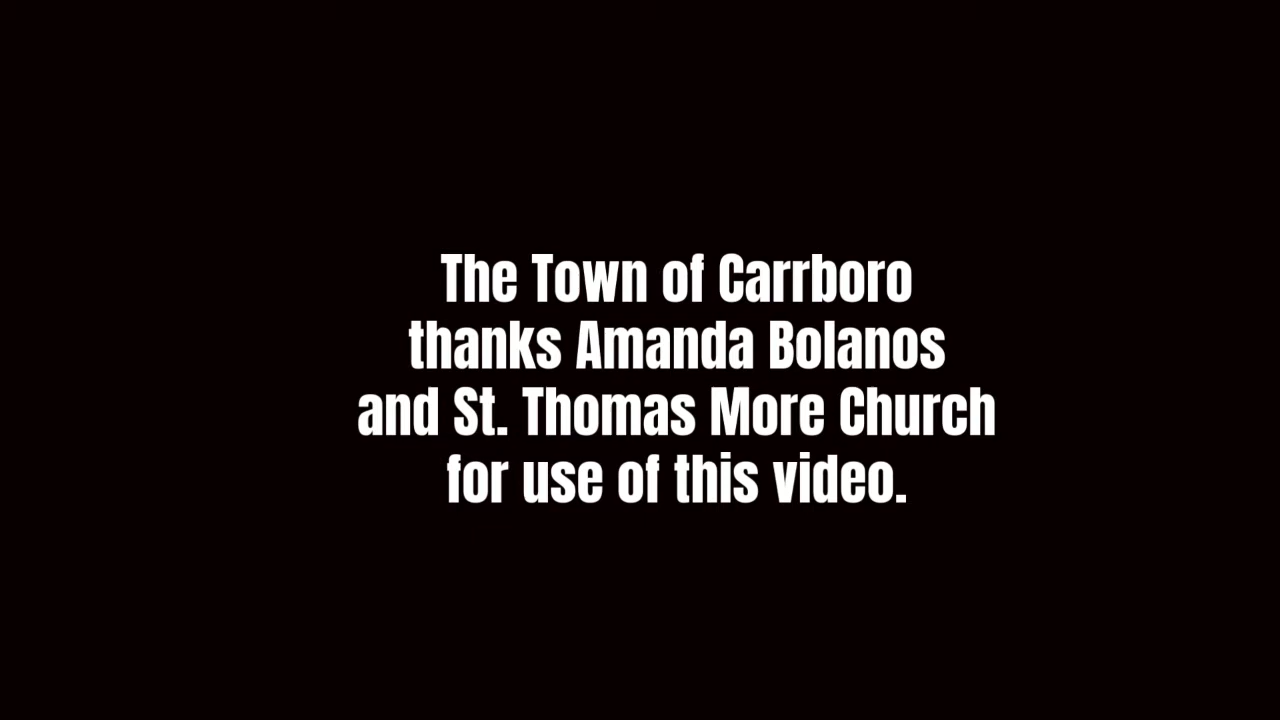 The Town of Carrboro
thanks Amanda Bolanos
and St. Thomas More Church
for use of this video.